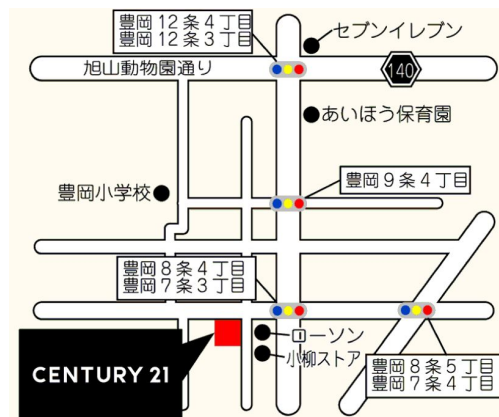 豊岡12条4丁目
豊岡12条3丁目
セブンイレブン
旭山動物園通り
140
あいほう保育園
豊岡9条4丁目
豊岡小学校
豊岡8条4丁目
豊岡7条3丁目
ローソン
小柳ストア
CENTURY 21
豊岡8条5丁目
豊岡7条4丁目